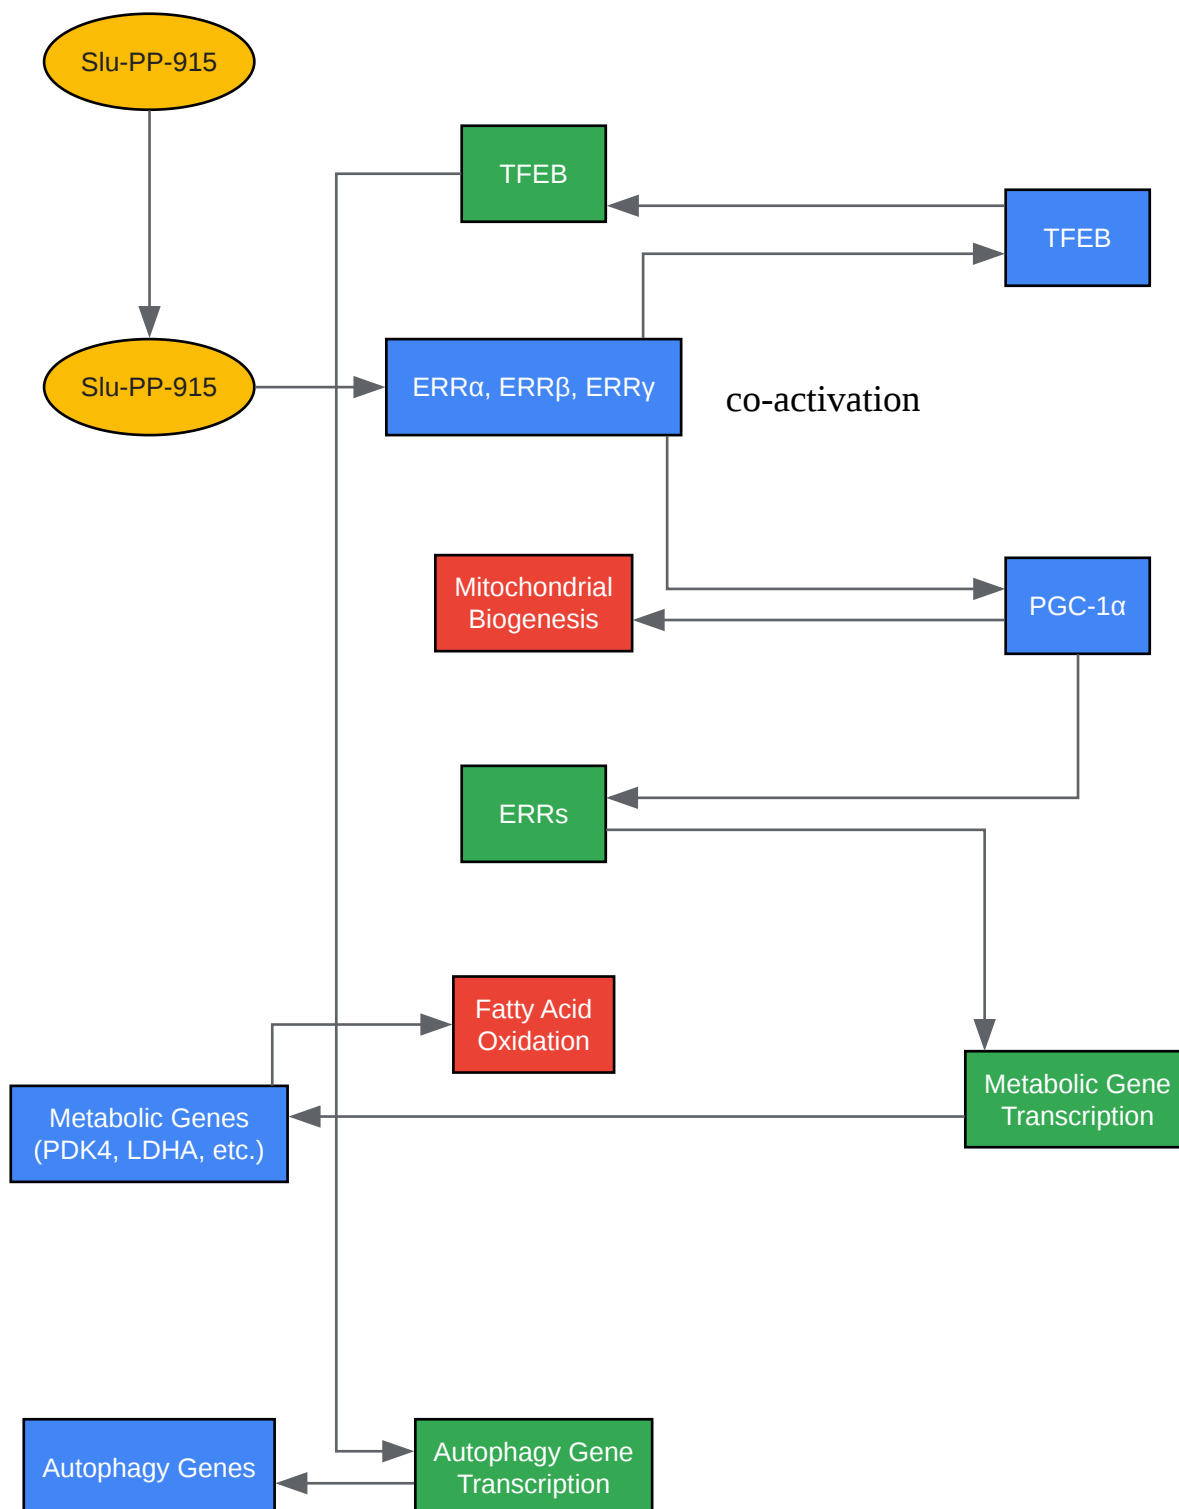 Slu-PP-915
TFEB
TFEB
Slu-PP-915
ERRα, ERRβ, ERRγ
co-activation
Mitochondrial
Biogenesis
PGC-1α
ERRs
Fatty Acid
Oxidation
Metabolic Gene
Transcription
Metabolic Genes
(PDK4, LDHA, etc.)
Autophagy Genes
Autophagy Gene
Transcription